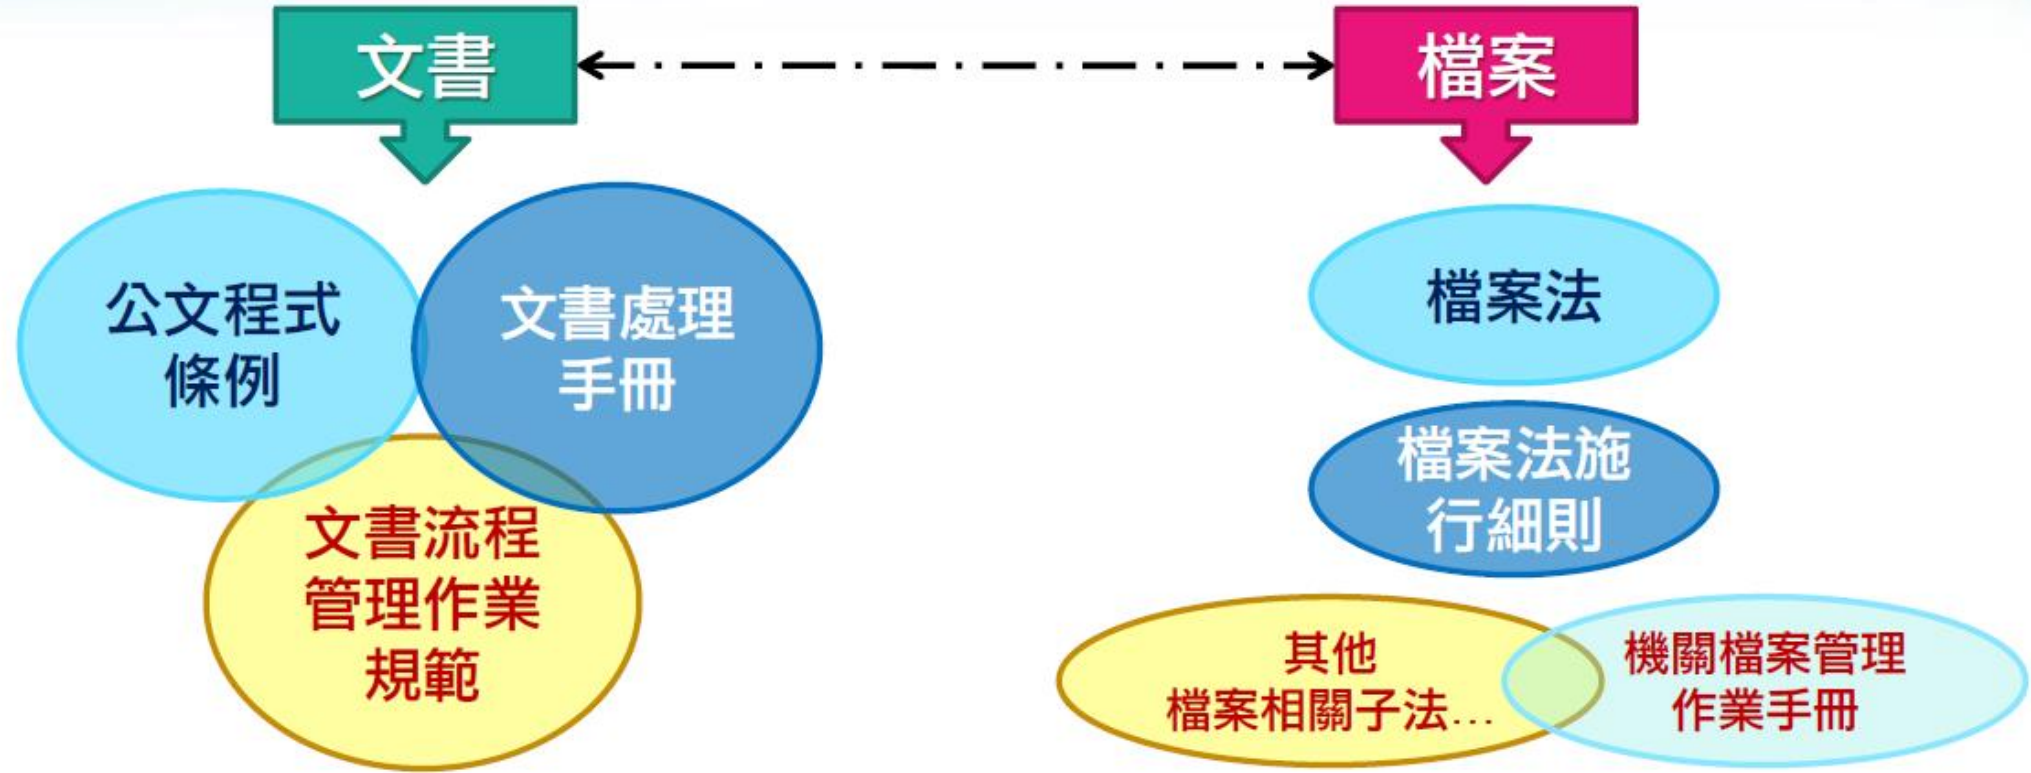 文書
檔案
公文程式
條例
文書處理
手冊
文書流程
管理作業
規範
檔案法
檔案法施
行細則
其他
檔案相關子法...
機關檔案管理
作業手冊